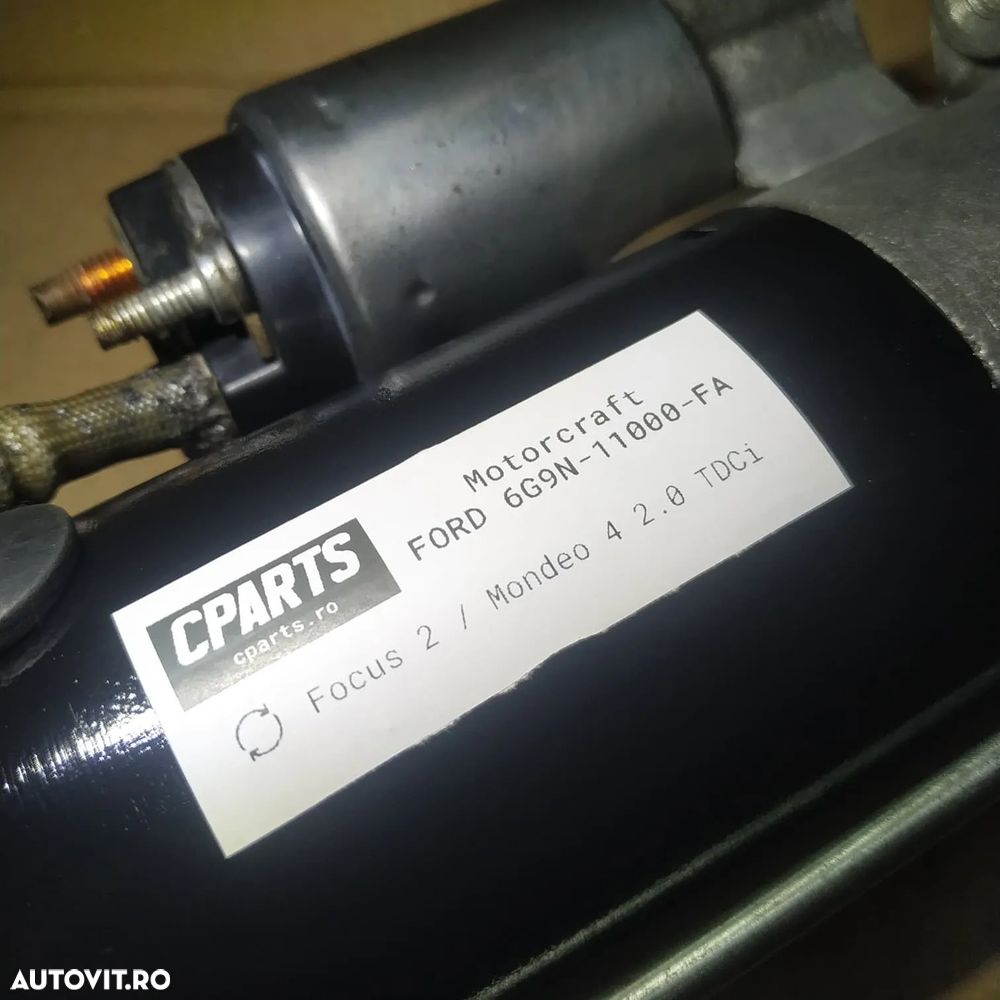 Motorcraft
FORD 6G9N-11000-FA
CPARTS
cparts.ro
Focus 2 / Mondeo 4 2.0 TDCi
AUTOVIT.RO